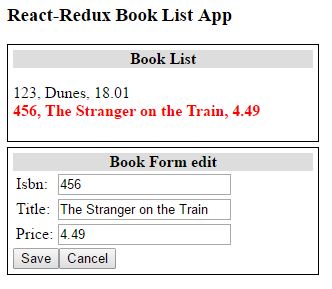 React-Redux Book List App
Book List
123, Dunes, 18.01
456, The Stranger on the Train, 4.49
Book Form edit
Isbn: 456
Title: The Stranger on the Train
Price: 4.49
Save Cancel